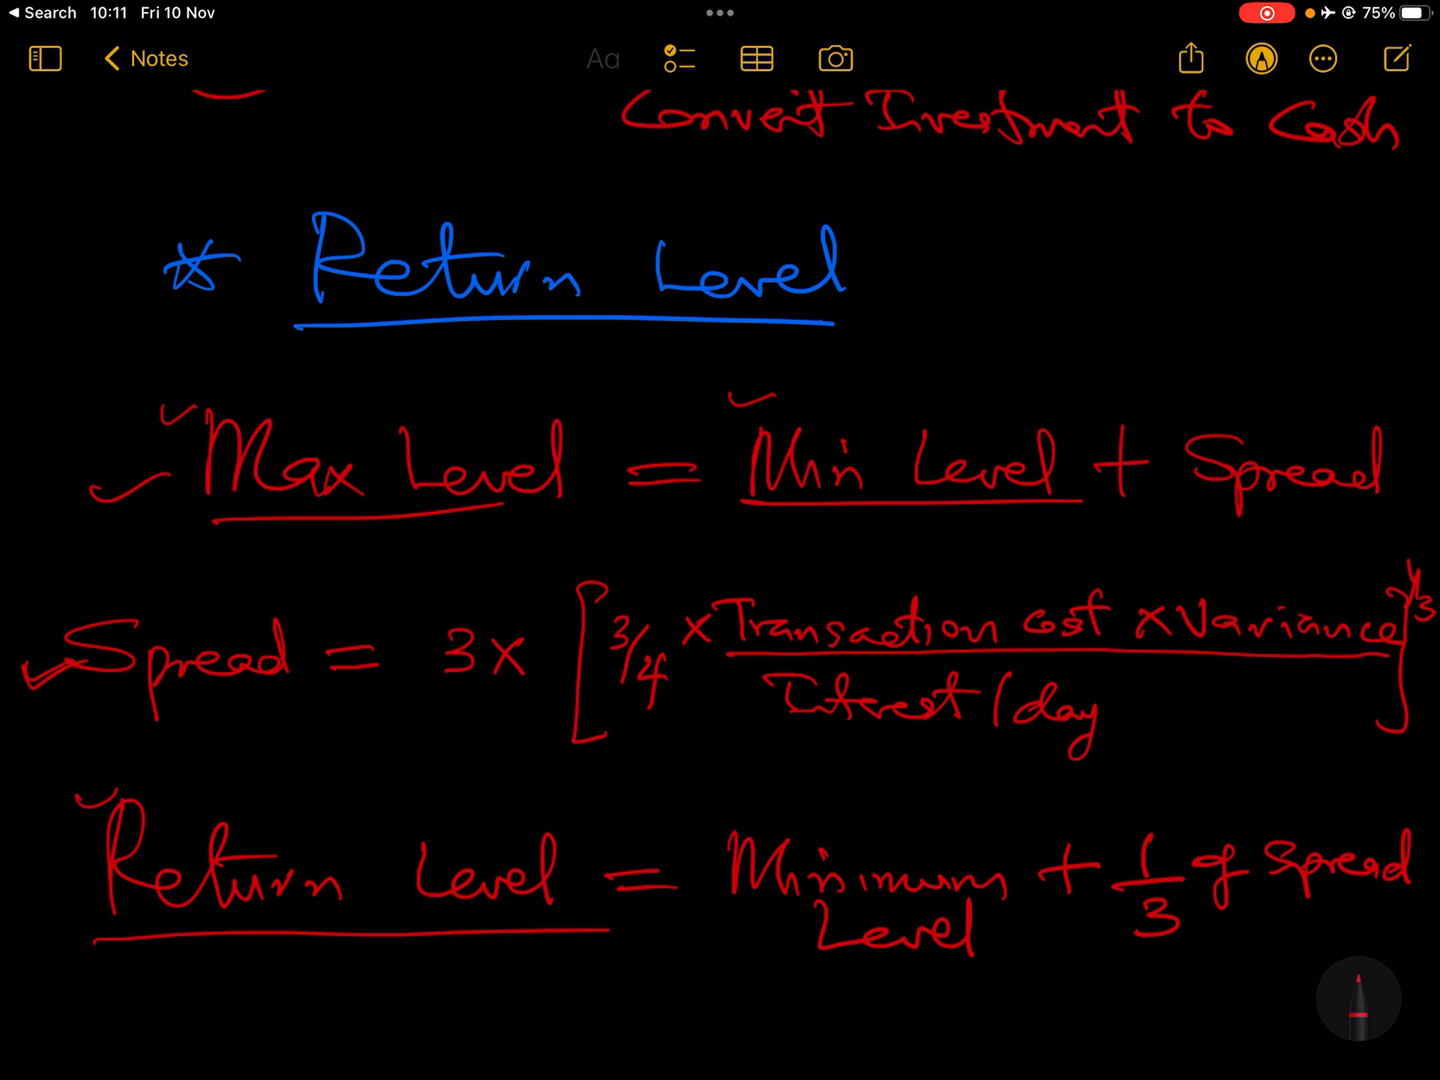 Search 10:11 Fri 10 Nov 75%
Notes Aa
Convert Investment to Cash
* Return Level
Max Level = Min Level + Spread
Spread = 3 x [3/4 x Transaction cost x Variance / Interest/day]^1/3
Return Level = Minimum Level + 1/3 of Spread